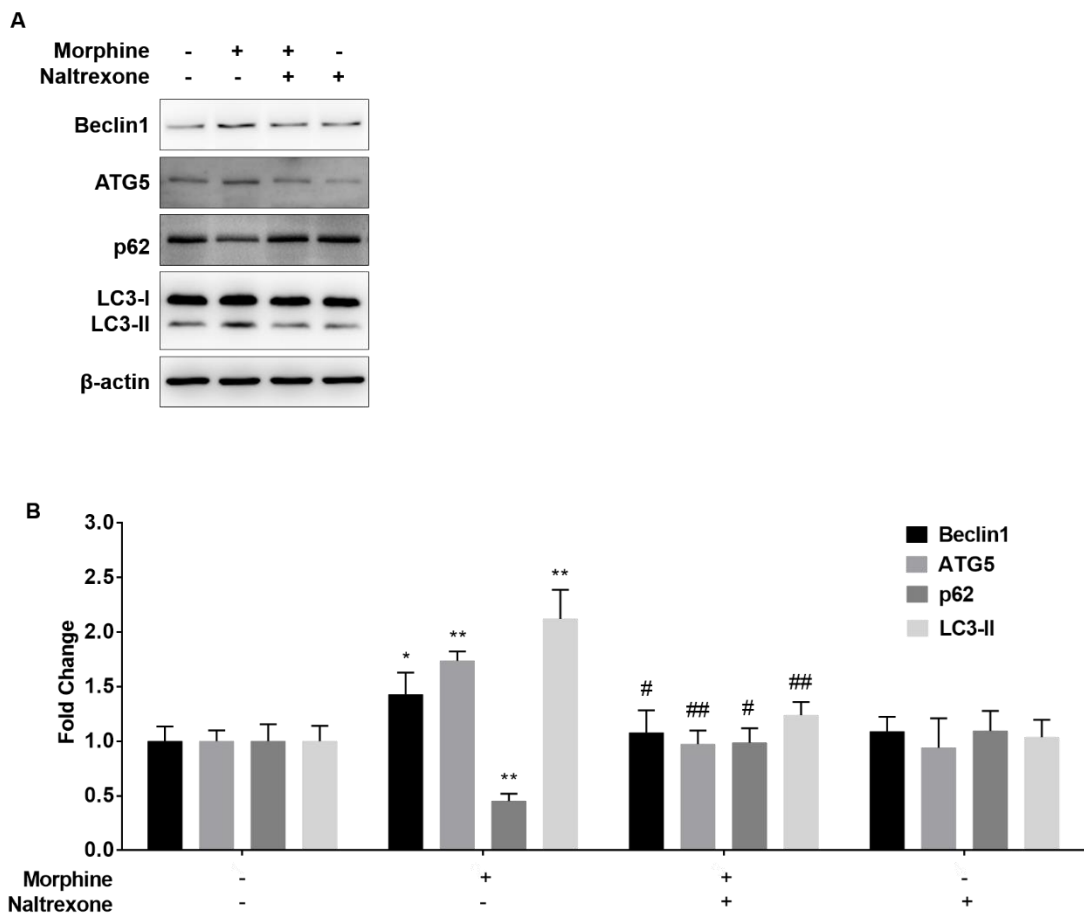 A
Morphine - + + -
Naltrexone - - + +
Beclin1
ATG5
p62
LC3-I
LC3-II
β-actin
B
Fold Change
3.0
2.5
2.0
1.5
1.0
0.5
0.0
Beclin1
ATG5
p62
LC3-II
* ** ** **
# ## # ##
Morphine - + + -
Naltrexone - - + +